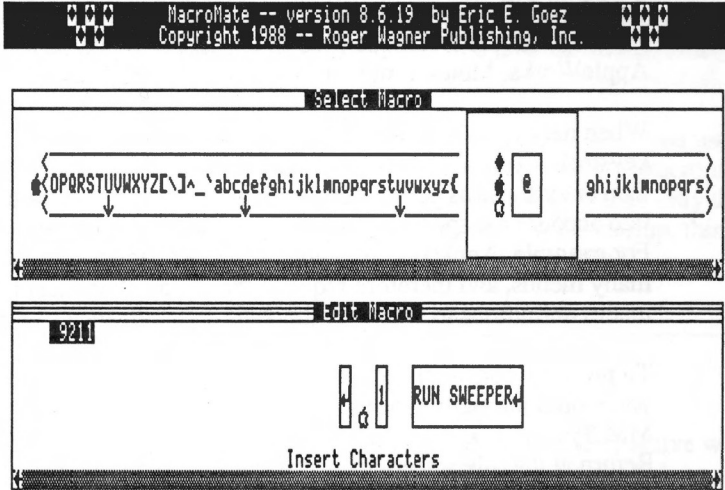 MacroMate -- version 8.6.19 by Eric E. Goez
Copyright 1988 -- Roger Wagner Publishing, Inc.
Select Macro
OPQRSTUVWXYZ[\]^_`abcdefghijklmnopqrstuvwxyz{ @ ghijklmnopqrs
Edit Macro
9211
↵ 1 RUN SWEEPER↵
Insert Characters